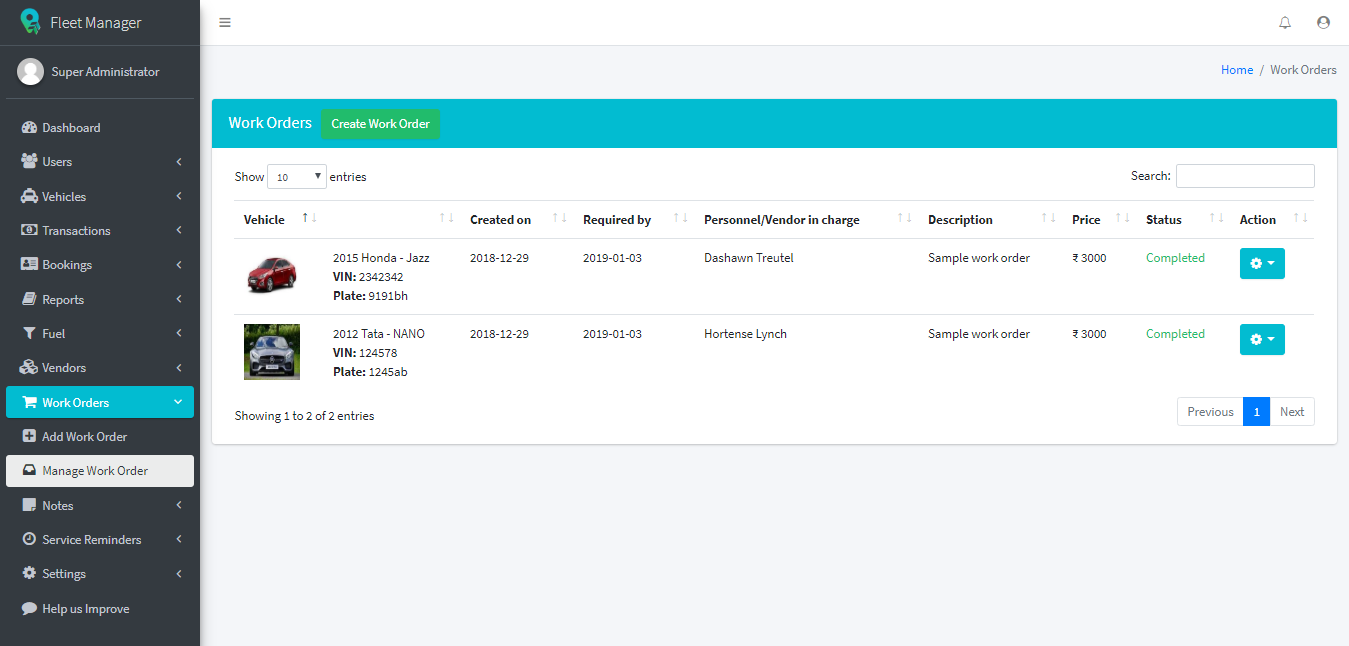 Fleet Manager
Super Administrator
Dashboard
Users
Vehicles
Transactions
Bookings
Reports
Fuel
Vendors
Work Orders
Add Work Order
Manage Work Order
Notes
Service Reminders
Settings
Help us Improve
Home / Work Orders
Work Orders Create Work Order
Show 10 entries Search:
Vehicle Created on Required by Personnel/Vendor in charge Description Price Status Action
2015 Honda - Jazz 2018-12-29 2019-01-03 Dashawn Treutel Sample work order ₹ 3000 Completed
VIN: 2342342
Plate: 9191bh
2012 Tata - NANO 2018-12-29 2019-01-03 Hortense Lynch Sample work order ₹ 3000 Completed
VIN: 124578
Plate: 1245ab
Showing 1 to 2 of 2 entries Previous 1 Next